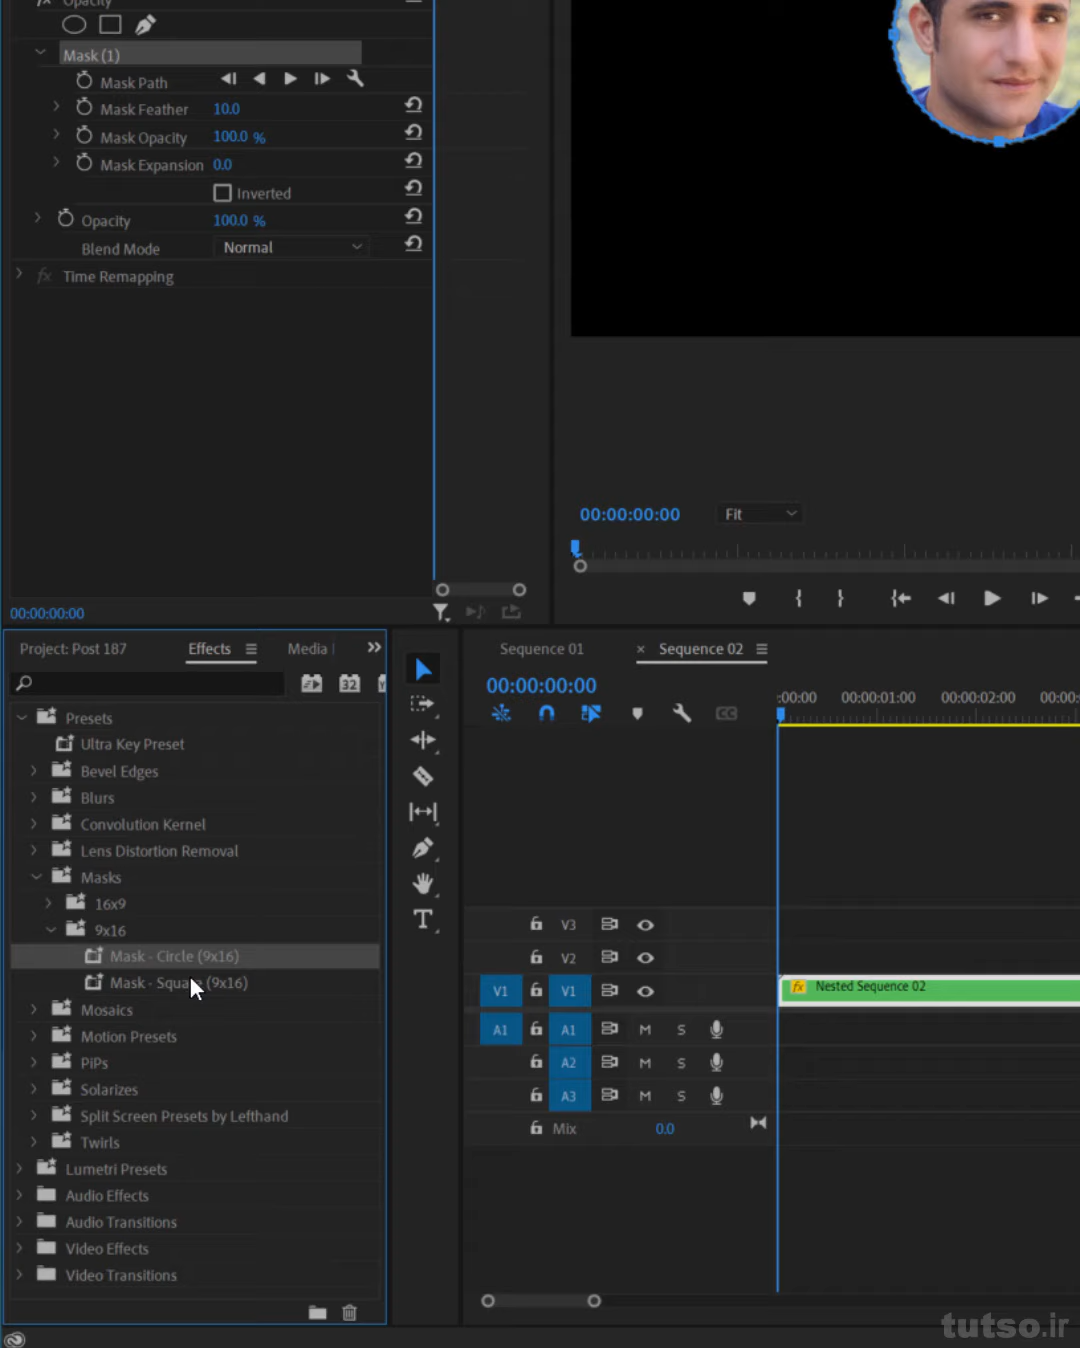 Opacity
Mask (1)
Mask Path
Mask Feather 10.0
Mask Opacity 100.0 %
Mask Expansion 0.0
Inverted
Opacity 100.0 %
Blend Mode Normal
fx Time Remapping
00:00:00:00 Fit
00:00:00:00
Project: Post 187 Effects Media
32
Presets
Ultra Key Preset
Bevel Edges
Blurs
Convolution Kernel
Lens Distortion Removal
Masks
16x9
9x16
Mask - Circle (9x16)
Mask - Square (9x16)
Mosaics
Motion Presets
PiPs
Solarizes
Split Screen Presets by Lefthand
Twirls
Lumetri Presets
Audio Effects
Audio Transitions
Video Effects
Video Transitions
Sequence 01 × Sequence 02
00:00:00:00
:00:00 00:00:01:00 00:00:02:00 00:00:
CC
T
V3
V2
V1 V1 fx Nested Sequence 02
A1 A1 M S
A2 M S
A3 M S
Mix 0.0
tutso.ir